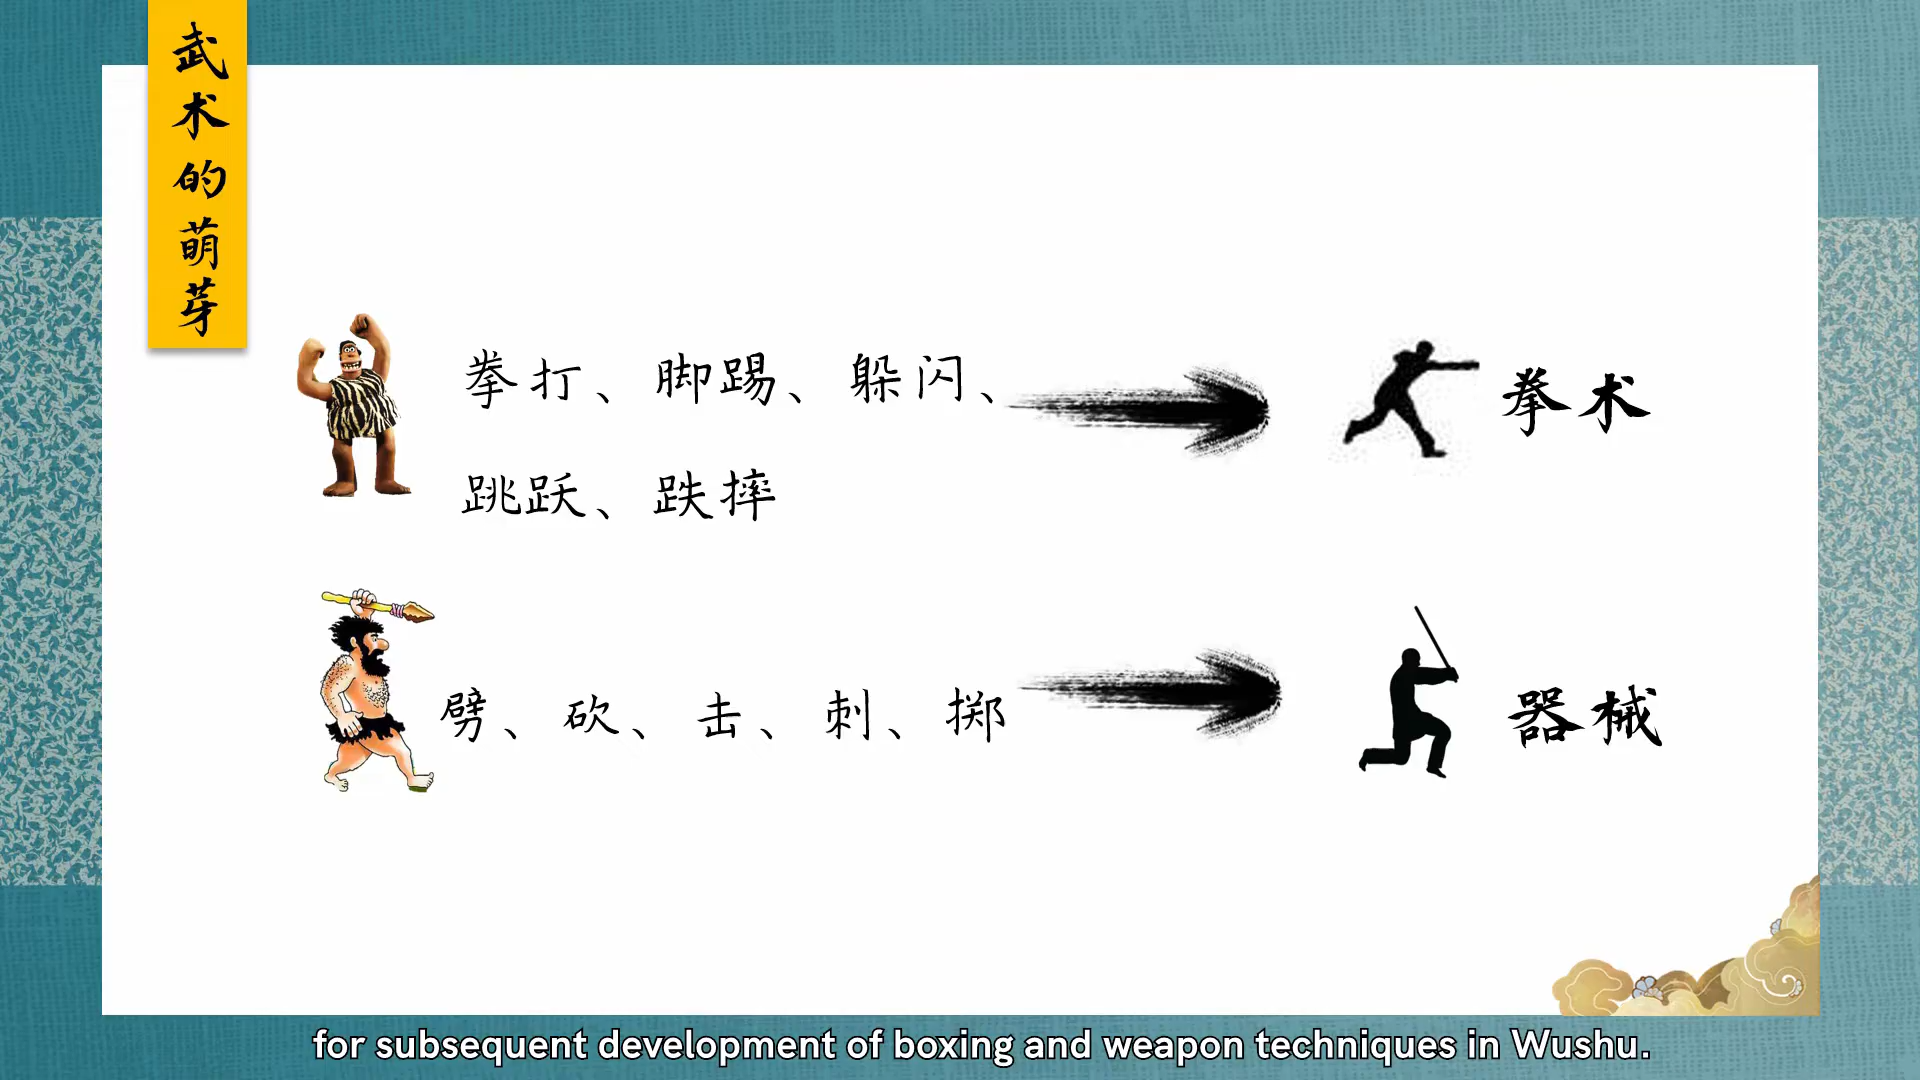 武术的萌芽
拳打、脚踢、躲闪、
跳跃、跌摔
拳术
劈、砍、击、刺、掷
器械
for subsequent development of boxing and weapon techniques in Wushu.